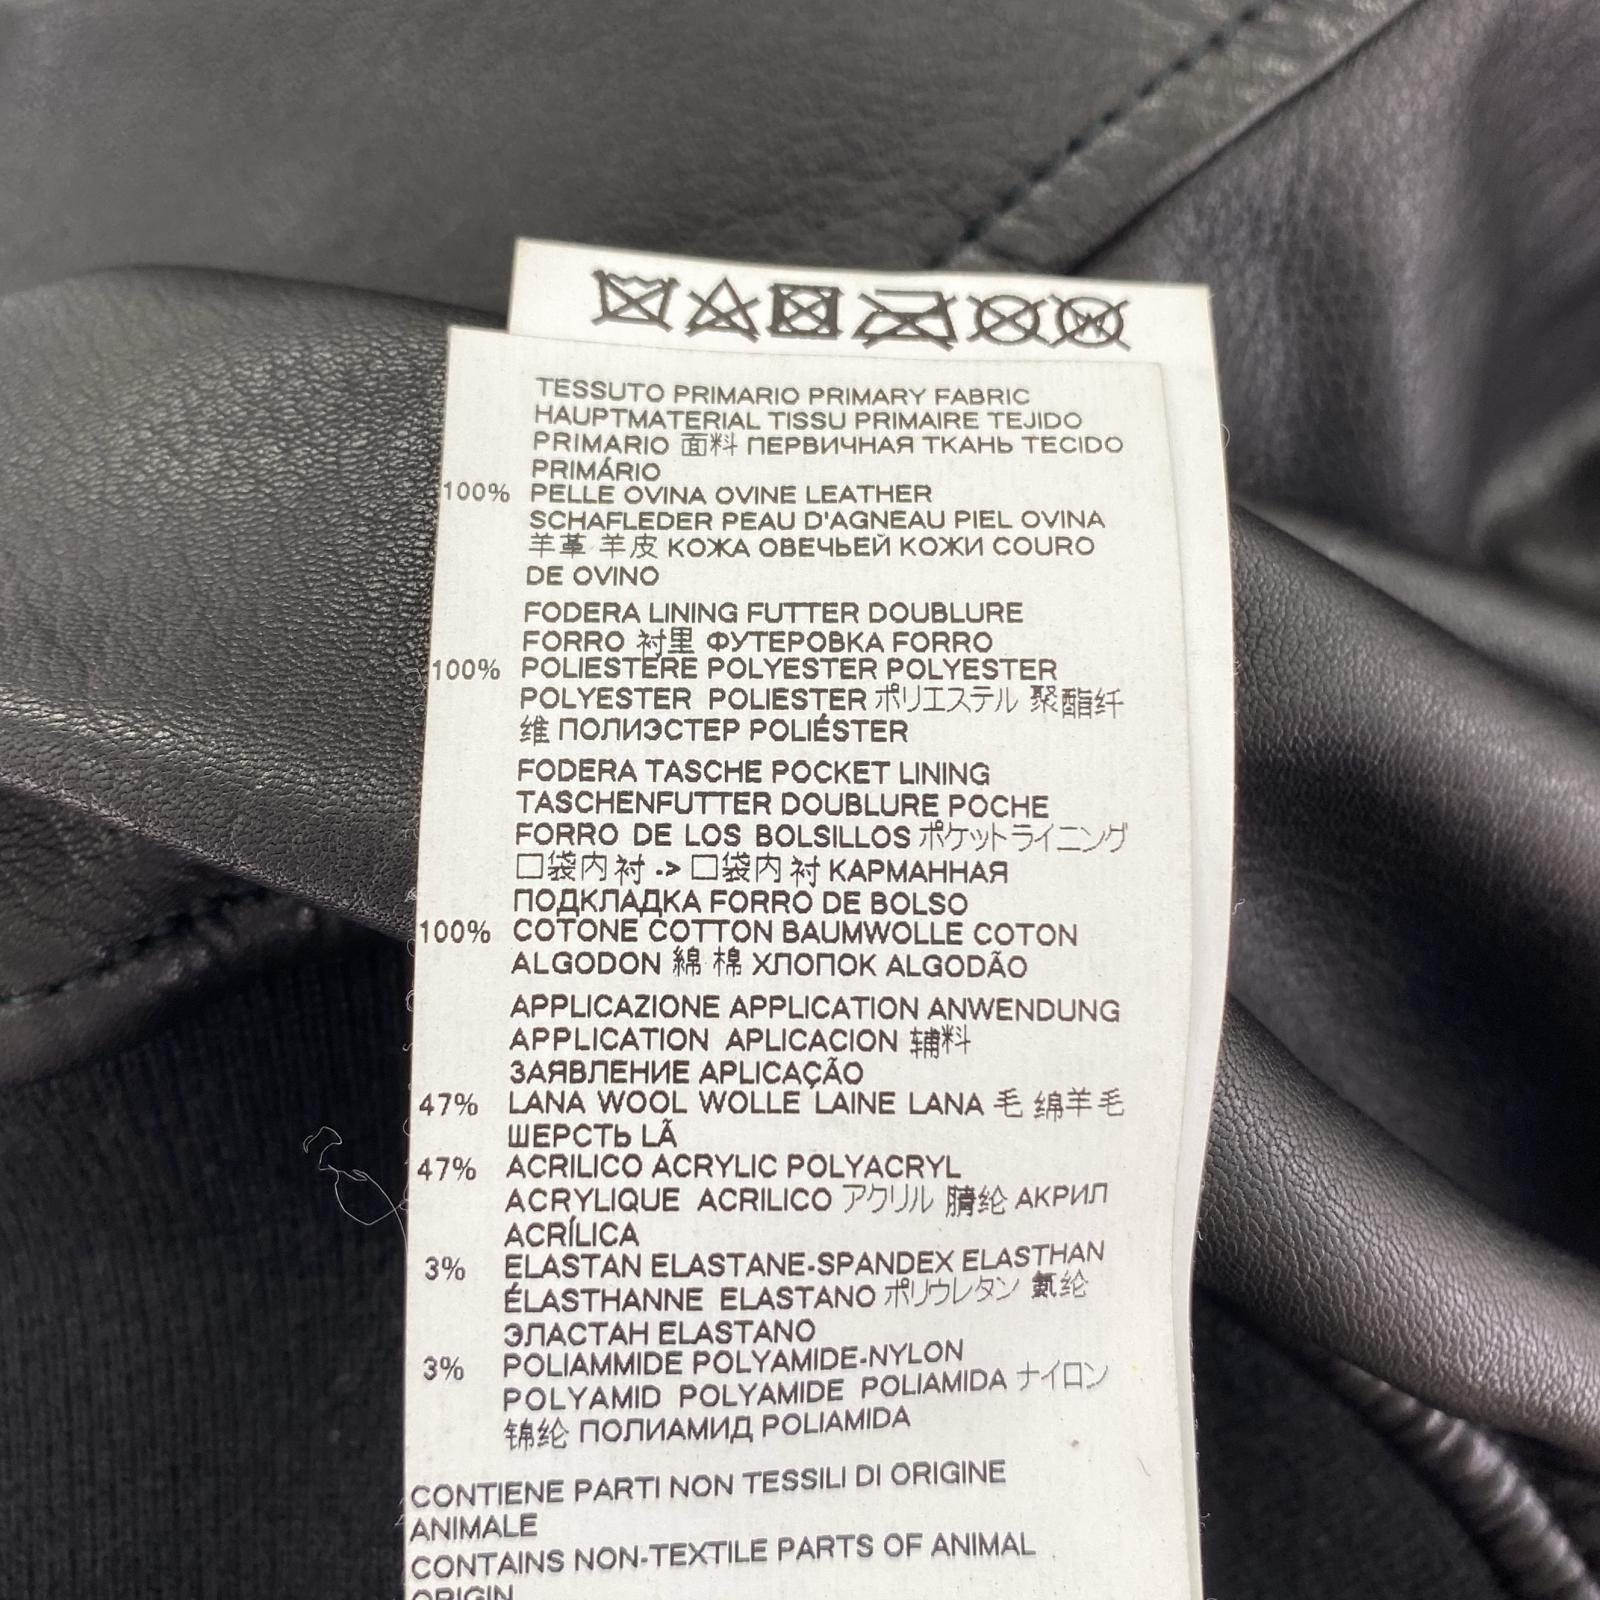 TESSUTO PRIMARIO PRIMARY FABRIC
HAUPTMATERIAL TISSU PRIMAIRE TEJIDO
PRIMARIO 面料 ПЕРВИЧНАЯ ТКАНЬ TECIDO
PRIMÁRIO
100% PELLE OVINA OVINE LEATHER
SCHAFLEDER PEAU D'AGNEAU PIEL OVINA
羊革 羊皮 КОЖА ОВЕЧЬЕЙ КОЖИ COURO
DE OVINO
FODERA LINING FUTTER DOUBLURE
FORRO 衬里 ФУТЕРОВКА FORRO
100% POLIESTERE POLYESTER POLYESTER
POLYESTER POLIESTER ポリエステル 聚酯纤
维 ПОЛИЭСТЕР POLIÉSTER
FODERA TASCHE POCKET LINING
TASCHENFUTTER DOUBLURE POCHE
FORRO DE LOS BOLSILLOS ポケットライニング
口袋内衬 -> 口袋内衬 КАРМАННАЯ
ПОДКЛАДКА FORRO DE BOLSO
100% COTONE COTTON BAUMWOLLE COTON
ALGODON 綿 棉 ХЛОПОК ALGODÃO
APPLICAZIONE APPLICATION ANWENDUNG
APPLICATION APLICACION 辅料
ЗАЯВЛЕНИЕ APLICAÇÃO
47% LANA WOOL WOLLE LAINE LANA 毛 绵羊毛
ШЕРСТЬ LÃ
47% ACRILICO ACRYLIC POLYACRYL
ACRYLIQUE ACRILICO アクリル 腈纶 АКРИЛ
ACRÍLICA
3% ELASTAN ELASTANE-SPANDEX ELASTHAN
ÉLASTHANNE ELASTANO ポリウレタン 氨纶
ЭЛАСТАН ELASTANO
3% POLIAMMIDE POLYAMIDE-NYLON
POLYAMID POLYAMIDE POLIAMIDA ナイロン
锦纶 ПОЛИАМИД POLIAMIDA
CONTIENE PARTI NON TESSILI DI ORIGINE
ANIMALE
CONTAINS NON-TEXTILE PARTS OF ANIMAL
ORIGIN